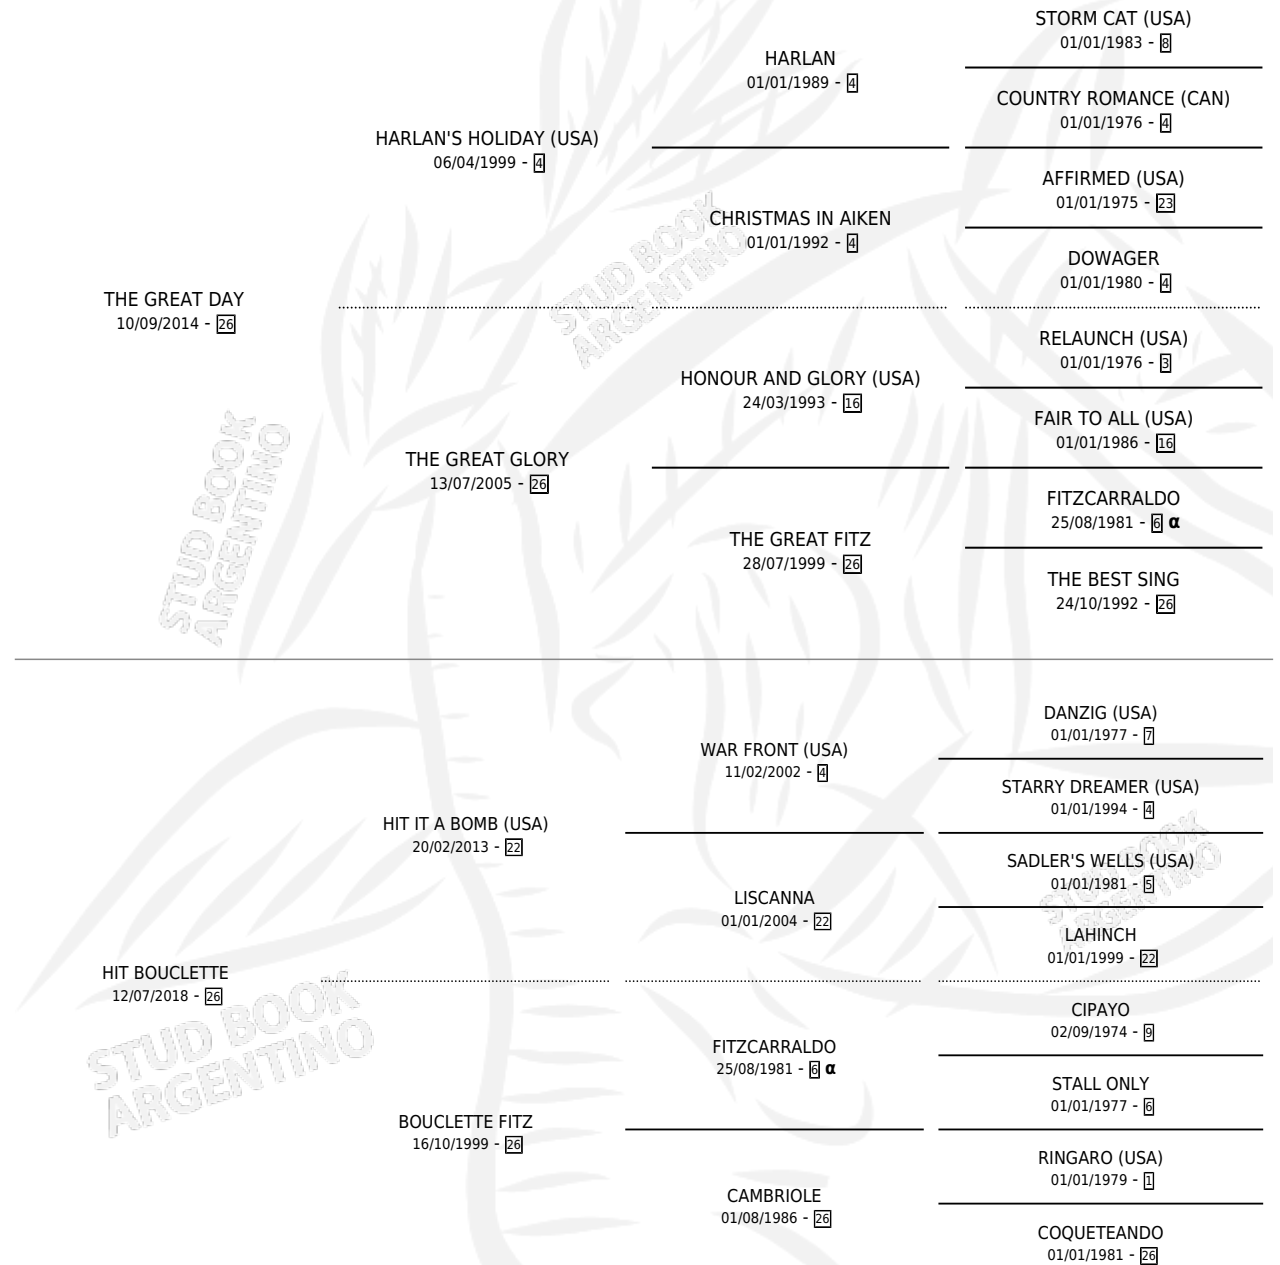 STORM CAT (USA)
01/01/1983 - 8
HARLAN
01/01/1989 - 4
COUNTRY ROMANCE (CAN)
01/01/1976 - 4
HARLAN'S HOLIDAY (USA)
06/04/1999 - 4
AFFIRMED (USA)
01/01/1975 - 23
CHRISTMAS IN AIKEN
01/01/1992 - 4
DOWAGER
01/01/1980 - 4
THE GREAT DAY
10/09/2014 - 26
RELAUNCH (USA)
01/01/1976 - 3
HONOUR AND GLORY (USA)
24/03/1993 - 16
FAIR TO ALL (USA)
01/01/1986 - 16
THE GREAT GLORY
13/07/2005 - 26
FITZCARRALDO
25/08/1981 - 6 α
THE GREAT FITZ
28/07/1999 - 26
THE BEST SING
24/10/1992 - 26
STUD BOOK
ARGENTINO
STUD BOOK
ARGENTINO
DANZIG (USA)
01/01/1977 - 7
WAR FRONT (USA)
11/02/2002 - 4
STARRY DREAMER (USA)
01/01/1994 - 4
HIT IT A BOMB (USA)
20/02/2013 - 22
SADLER'S WELLS (USA)
01/01/1981 - 5
LISCANNA
01/01/2004 - 22
LAHINCH
01/01/1999 - 22
HIT BOUCLETTE
12/07/2018 - 26
CIPAYO
02/09/1974 - 9
FITZCARRALDO
25/08/1981 - 6 α
STALL ONLY
01/01/1977 - 6
BOUCLETTE FITZ
16/10/1999 - 26
RINGARO (USA)
01/01/1979 - 1
CAMBRIOLE
01/08/1986 - 26
COQUETEANDO
01/01/1981 - 26
STUD BOOK
ARGENTINO
STUD BOOK
ARGENTINO